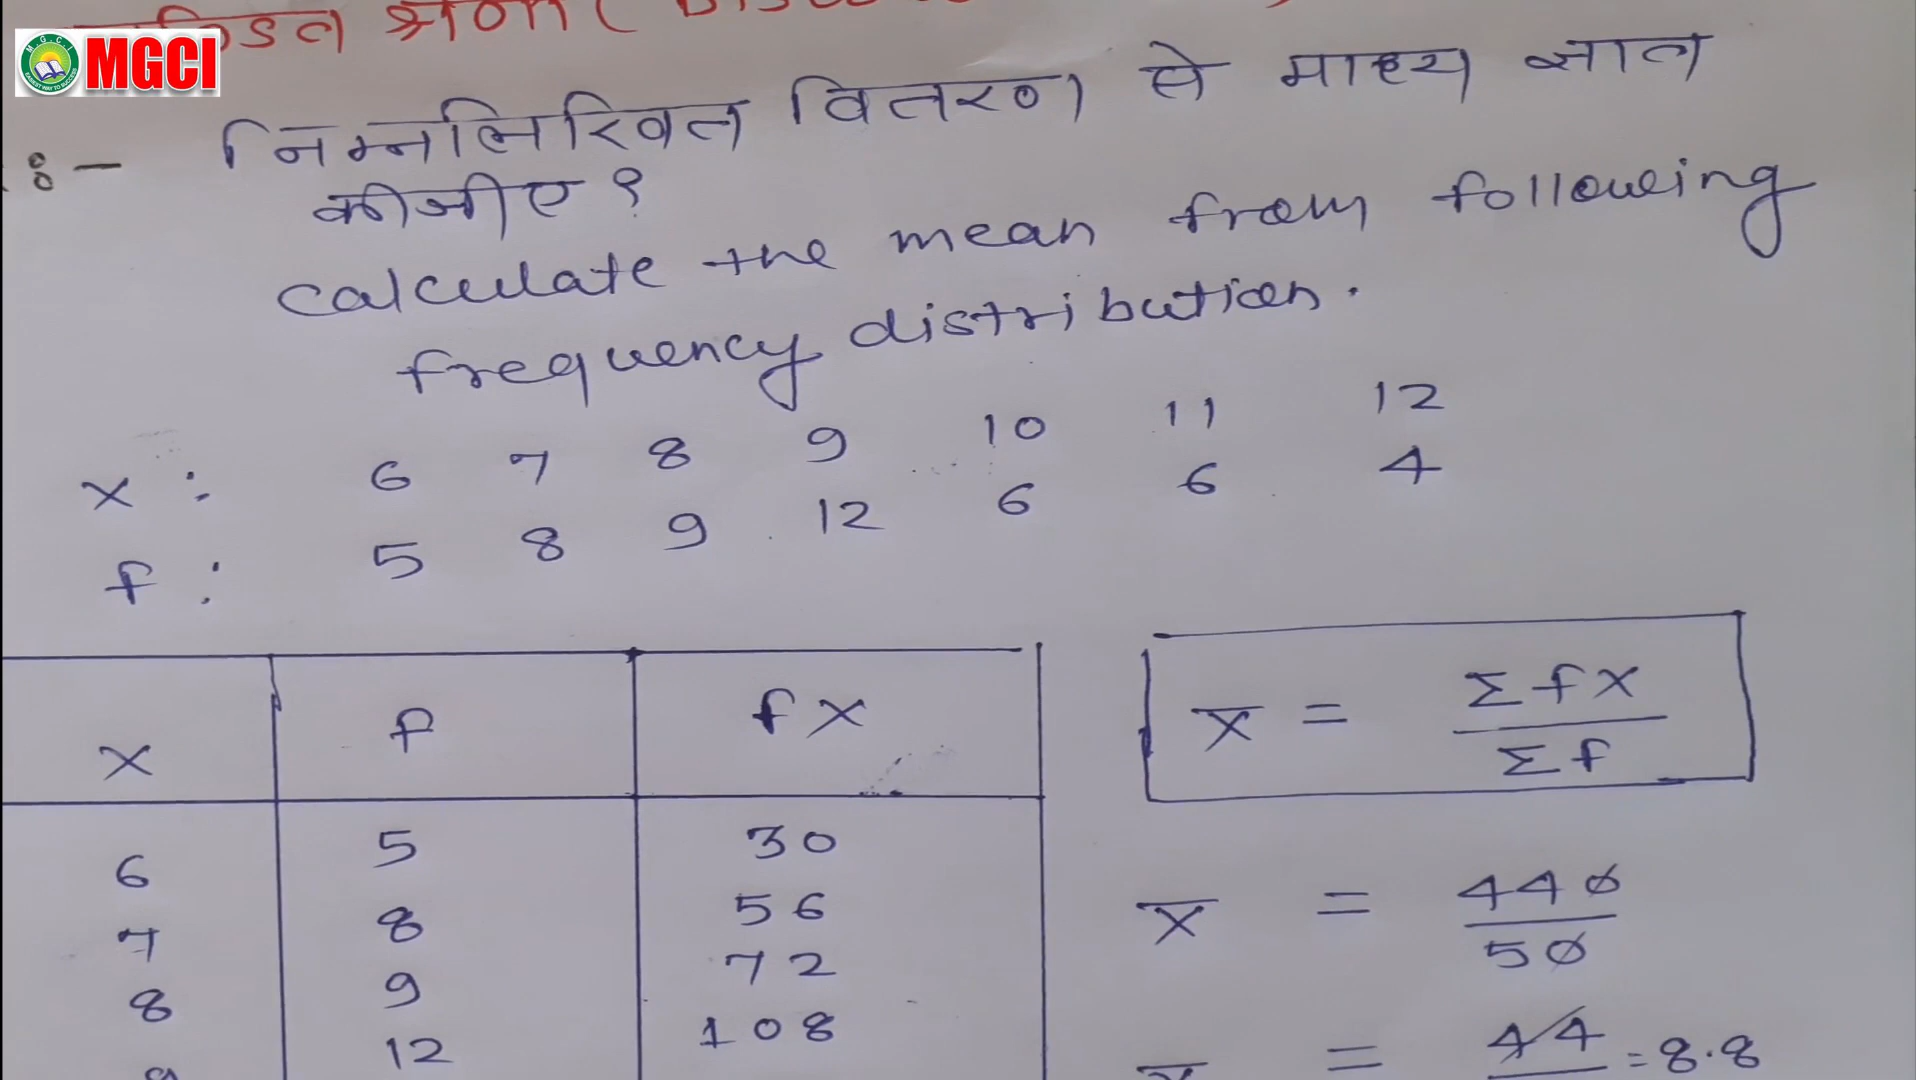 MGCI
निम्नलिखित वितरण से माध्य ज्ञात
:- कीजीए ?
calculate the mean from following
frequency distribution.
x : 6 7 8 9 10 11 12
f : 5 8 9 12 6 6 4
x f fx
x̄ = Σfx / Σf
6 5 30
7 8 56
8 9 72
9 12 108
x̄ = 440 / 50
= 44 = 8.8